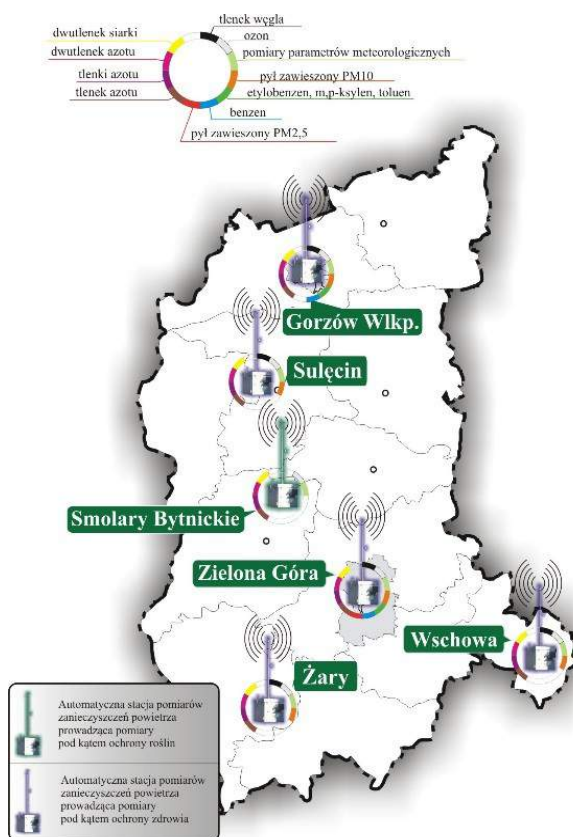 tlenek węgla
dwutlenek siarki
ozon
dwutlenek azotu
pomiary parametrów meteorologicznych
tlenki azotu
pył zawieszony PM10
tlenek azotu
etylobenzen, m,p-ksylen, toluen
benzen
pył zawieszony PM2,5
Gorzów Wlkp.
Sulęcin
Smolary Bytnickie
Zielona Góra
Wschowa
Żary
Automatyczna stacja pomiarów
zanieczyszczeń powietrza
prowadząca pomiary
pod kątem ochrony roślin
Automatyczna stacja pomiarów
zanieczyszczeń powietrza
prowadząca pomiary
pod kątem ochrony zdrowia